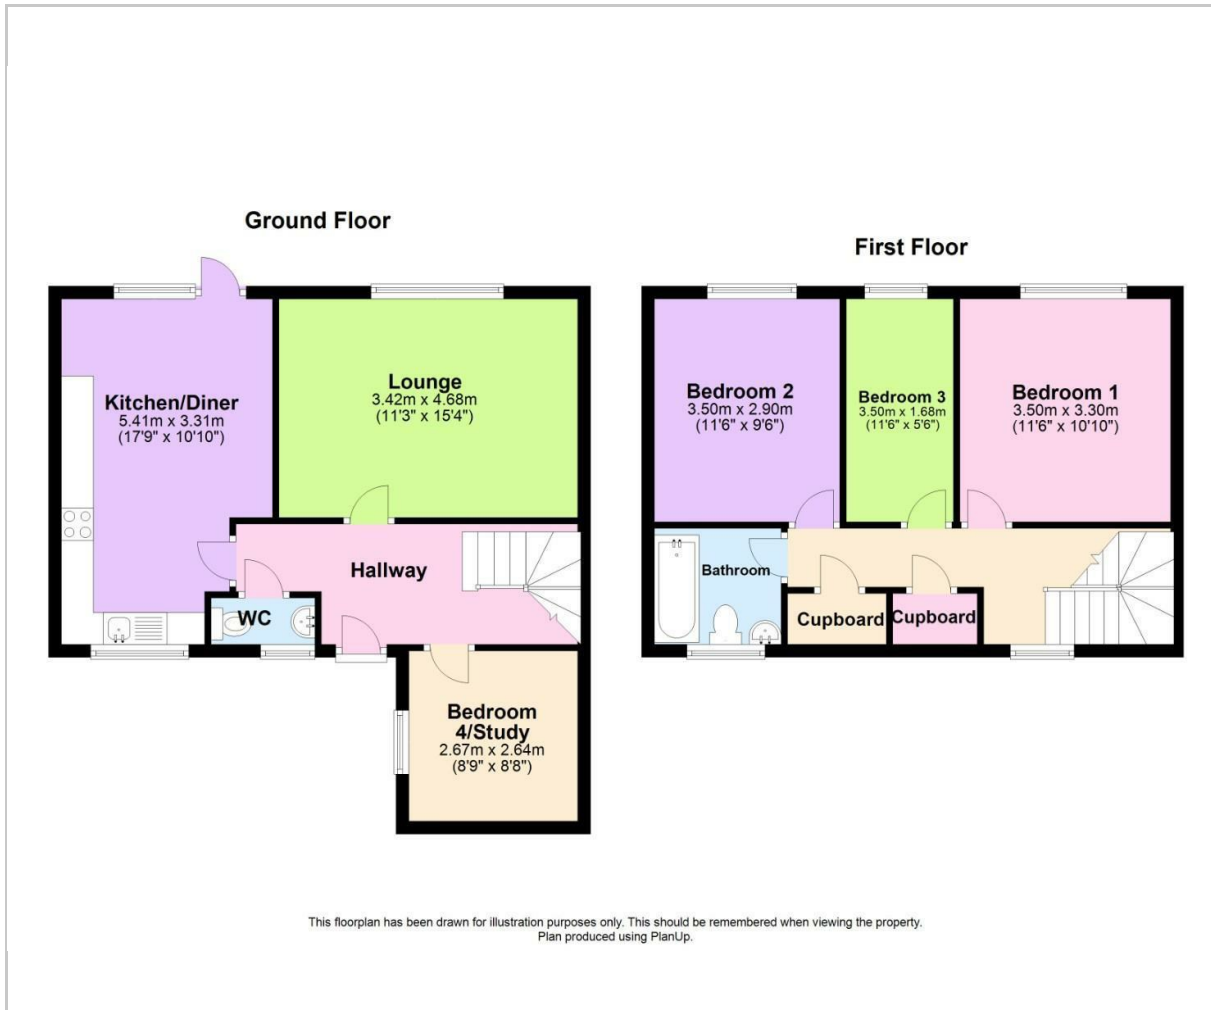 Ground Floor
Kitchen/Diner
5.41m x 3.31m
(17'9" x 10'10")
Lounge
3.42m x 4.68m
(11'3" x 15'4")
Hallway
WC
Bedroom
4/Study
2.67m x 2.64m
(8'9" x 8'8")
First Floor
Bedroom 2
3.50m x 2.90m
(11'6" x 9'6")
Bedroom 3
3.50m x 1.68m
(11'6" x 5'6")
Bedroom 1
3.50m x 3.30m
(11'6" x 10'10")
Bathroom
Cupboard
Cupboard
This floorplan has been drawn for illustration purposes only. This should be remembered when viewing the property.
Plan produced using PlanUp.